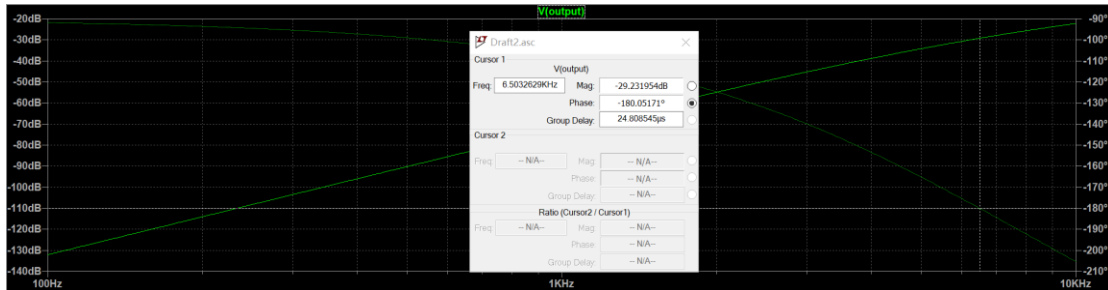 V(output)
-20dB
-30dB
-40dB
-50dB
-60dB
-70dB
-80dB
-90dB
-100dB
-110dB
-120dB
-130dB
-140dB
100Hz
1KHz
10KHz
-90°
-100°
-110°
-120°
-130°
-140°
-150°
-160°
-170°
-180°
-190°
-200°
-210°
Draft2.asc
Cursor 1
V(output)
Freq: 6.5032629KHz Mag: -29.231954dB
Phase: -180.05171°
Group Delay: 24.808545µs
Cursor 2
Freq: -- N/A-- Mag: -- N/A--
Phase: -- N/A--
Group Delay: -- N/A--
Ratio (Cursor2 / Cursor1)
Freq: -- N/A-- Mag: -- N/A--
Phase: -- N/A--
Group Delay: -- N/A--